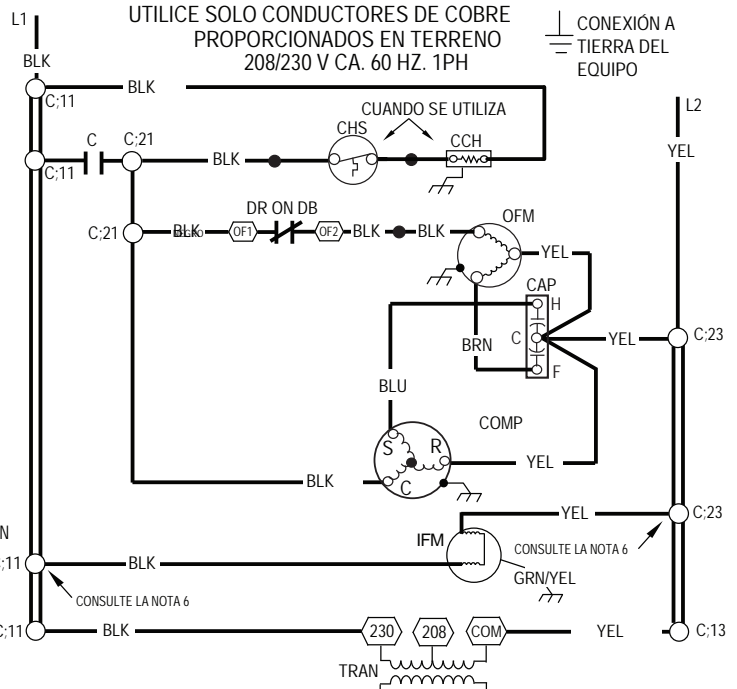 UTILICE SOLO CONDUCTORES DE COBRE
PROPORCIONADOS EN TERRENO
208/230 V CA. 60 HZ. 1PH
CONEXIÓN A
TIERRA DEL
EQUIPO
L1
BLK
C;11
BLK
L2
YEL
CUANDO SE UTILIZA
C;11
C
C;21
BLK
CHS
CCH
C;21
BLK
OF1
DR ON DB
OF2
BLK
BLK
OFM
YEL
CAP
H
C
F
BRN
YEL
C;23
BLU
COMP
S
R
C
YEL
BLK
YEL
C;23
IFM
CONSULTE LA NOTA 6
GRN/YEL
N
;11
BLK
CONSULTE LA NOTA 6
C;11
BLK
230
208
COM
YEL
C;13
TRAN